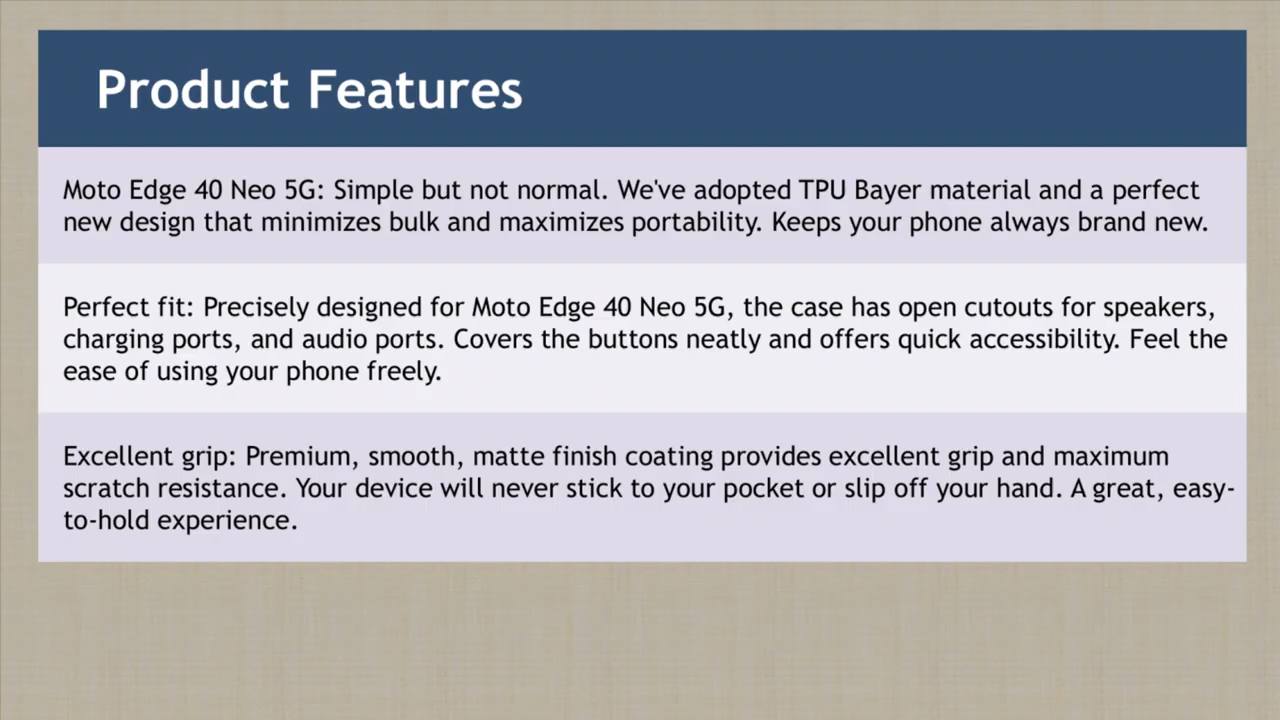 Product Features
Moto Edge 40 Neo 5G: Simple but not normal. We've adopted TPU Bayer material and a perfect
new design that minimizes bulk and maximizes portability. Keeps your phone always brand new.
Perfect fit: Precisely designed for Moto Edge 40 Neo 5G, the case has open cutouts for speakers,
charging ports, and audio ports. Covers the buttons neatly and offers quick accessibility. Feel the
ease of using your phone freely.
Excellent grip: Premium, smooth, matte finish coating provides excellent grip and maximum
scratch resistance. Your device will never stick to your pocket or slip off your hand. A great, easy-
to-hold experience.